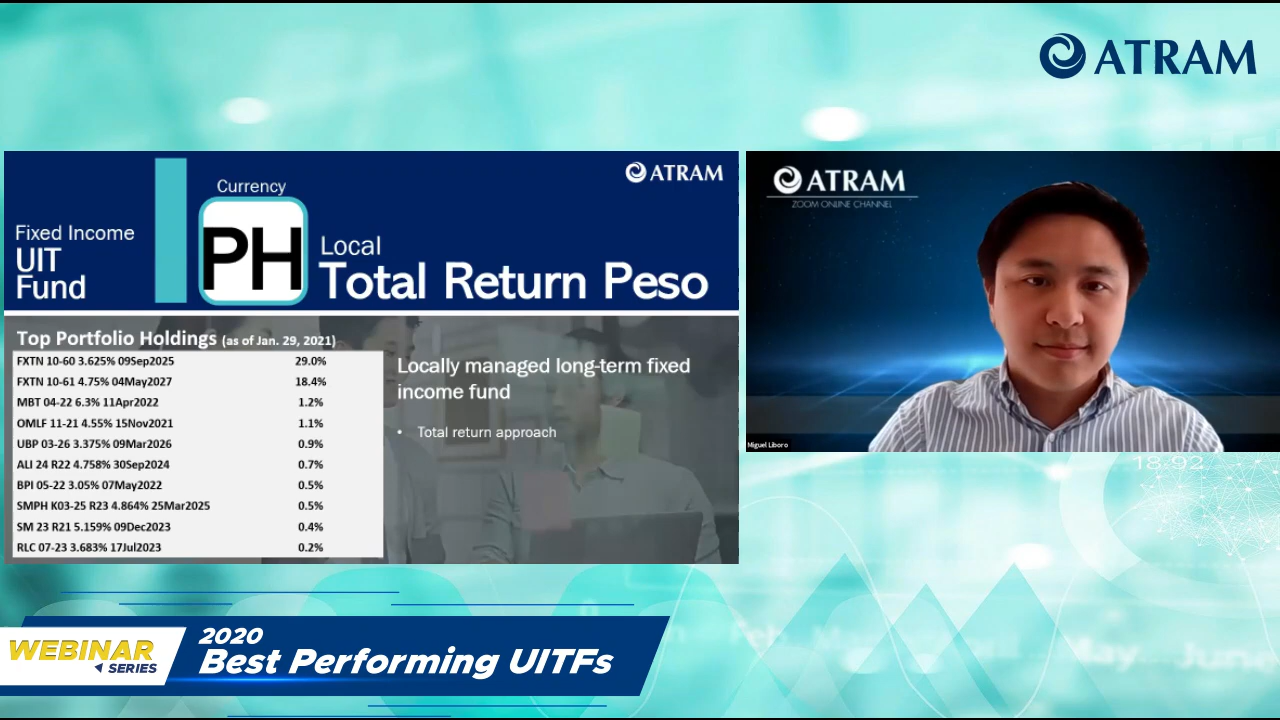 ATRAM
ATRAM
Currency
PH
Fixed Income
UIT
Fund
Local
Total Return Peso
Top Portfolio Holdings (as of Jan. 29, 2021)
FXTN 10-60 3.625% 09Sep2025 29.0%
FXTN 10-61 4.75% 04May2027 18.4%
MBT 04-22 6.3% 11Apr2022 1.2%
OMLF 11-21 4.55% 15Nov2021 1.1%
UBP 03-26 3.375% 09Mar2026 0.9%
ALI 24 R22 4.758% 30Sep2024 0.7%
BPI 05-22 3.05% 07May2022 0.5%
SMPH K03-25 R23 4.864% 25Mar2025 0.5%
SM 23 R21 5.159% 09Dec2023 0.4%
RLC 07-23 3.683% 17Jul2023 0.2%
Locally managed long-term fixed
income fund
• Total return approach
ATRAM
ZOOM ONLINE CHANNEL
Miguel Liboro
18:92
May
WEBINAR
SERIES
2020
Best Performing UITFs